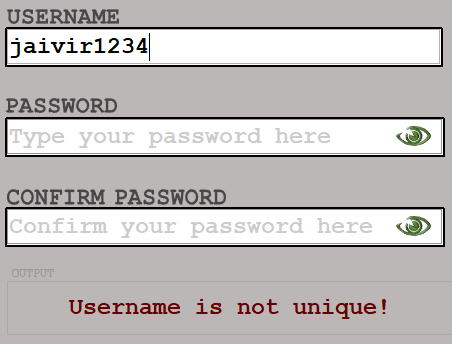 USERNAME
jaivir1234
PASSWORD
Type your password here
CONFIRM PASSWORD
Confirm your password here
OUTPUT
Username is not unique!